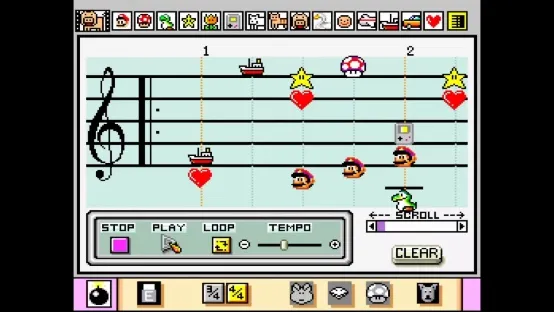 1 2
STOP PLAY LOOP TEMPO
<-- SCROLL -->
CLEAR
3/4 4/4